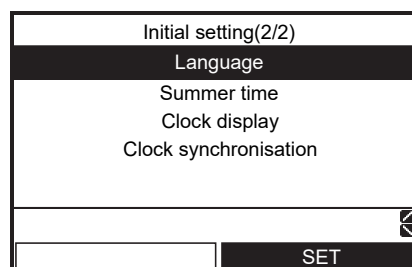 Initial setting(2/2)
Language
Summer time
Clock display
Clock synchronisation
SET